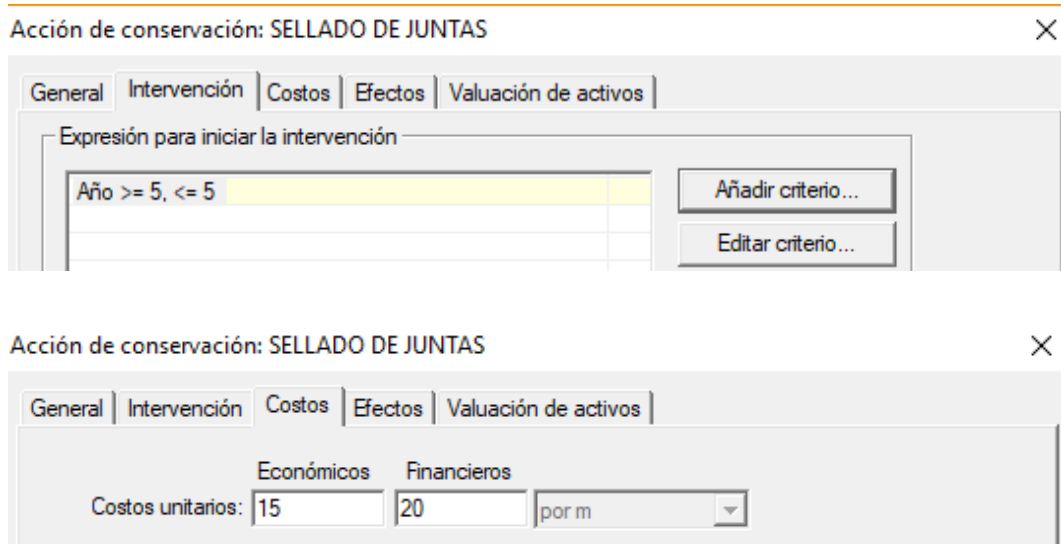 Acción de conservación: SELLADO DE JUNTAS
General Intervención Costos Efectos Valuación de activos
Expresión para iniciar la intervención
Año >= 5, <= 5
Añadir criterio...
Editar criterio...
Acción de conservación: SELLADO DE JUNTAS
General Intervención Costos Efectos Valuación de activos
Económicos Financieros
Costos unitarios: 15 20 por m